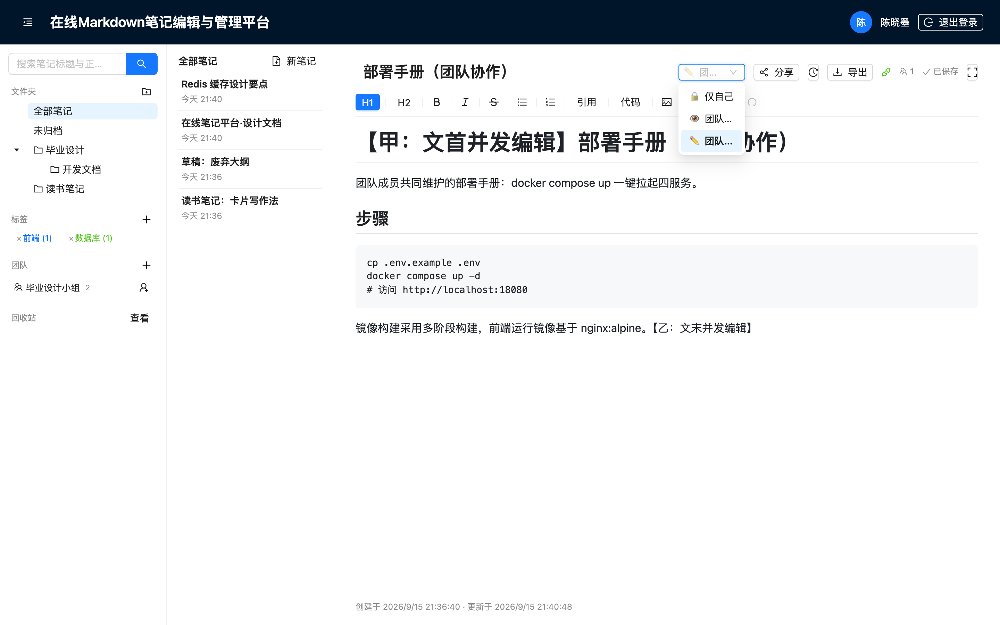 在线Markdown笔记编辑与管理平台
陈 陈晓墨 退出登录
搜索笔记标题与正...
文件夹
全部笔记
未归档
毕业设计
开发文档
读书笔记
标签
× 前端 (1) × 数据库 (1)
团队
毕业设计小组 2
回收站 查看
全部笔记 新笔记
Redis 缓存设计要点
今天 21:40
在线笔记平台·设计文档
今天 21:40
草稿：废弃大纲
今天 21:36
读书笔记：卡片写作法
今天 21:36
部署手册（团队协作）
团... 分享 导出 1 已保存
仅自己
团队...
团队...
H1 H2 B I S 引用 代码
【甲：文首并发编辑】部署手册 协作）
团队成员共同维护的部署手册：docker compose up 一键拉起四服务。
步骤
cp .env.example .env
docker compose up -d
# 访问 http://localhost:18080
镜像构建采用多阶段构建，前端运行镜像基于 nginx:alpine。【乙：文末并发编辑】
创建于 2026/9/15 21:36:40 · 更新于 2026/9/15 21:40:48